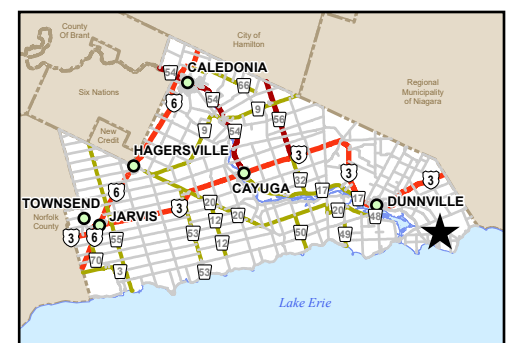 County
Of Brant
City of
Hamilton
54
CALEDONIA
Six Nations
6
54
66
Regional
Municipality
of Niagara
9
56
New
Credit
9
54
3
HAGERSVILLE
3
3
6
CAYUGA
32
17
17
TOWNSEND
20
DUNNVILLE
Norfolk
County
JARVIS
3
20
20
48
12
3
6
55
53
12
50
49
70
3
53
Lake Erie